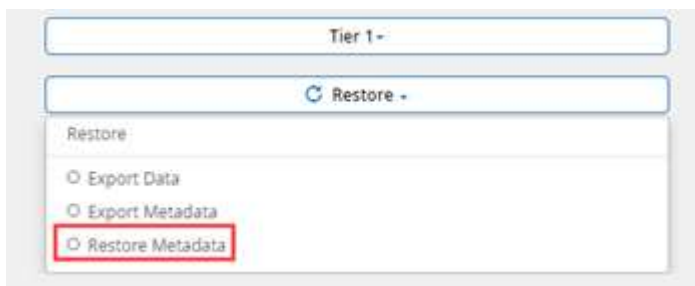 Tier 1
Restore
Restore
Export Data
Export Metadata
Restore Metadata